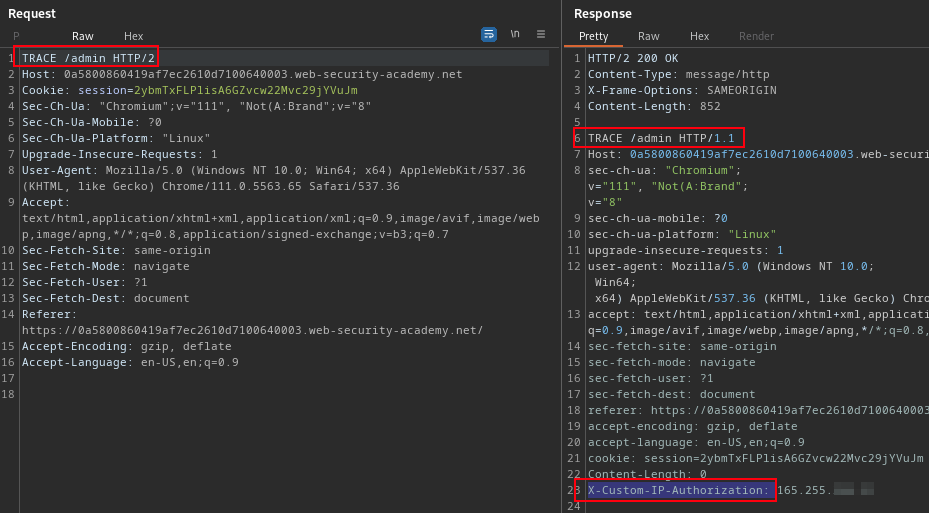 Request
P Raw Hex \n
1 TRACE /admin HTTP/2
2 Host: 0a5800860419af7ec2610d7100640003.web-security-academy.net
3 Cookie: session=2ybmTxFLPlisA6GZvcw22Mvc29jYVuJm
4 Sec-Ch-Ua: "Chromium";v="111", "Not(A:Brand";v="8"
5 Sec-Ch-Ua-Mobile: ?0
6 Sec-Ch-Ua-Platform: "Linux"
7 Upgrade-Insecure-Requests: 1
8 User-Agent: Mozilla/5.0 (Windows NT 10.0; Win64; x64) AppleWebKit/537.36
(KHTML, like Gecko) Chrome/111.0.5563.65 Safari/537.36
9 Accept:
text/html,application/xhtml+xml,application/xml;q=0.9,image/avif,image/web
p,image/apng,*/*;q=0.8,application/signed-exchange;v=b3;q=0.7
10 Sec-Fetch-Site: same-origin
11 Sec-Fetch-Mode: navigate
12 Sec-Fetch-User: ?1
13 Sec-Fetch-Dest: document
14 Referer:
https://0a5800860419af7ec2610d7100640003.web-security-academy.net/
15 Accept-Encoding: gzip, deflate
16 Accept-Language: en-US,en;q=0.9
17
18
Response
Pretty Raw Hex Render
1 HTTP/2 200 OK
2 Content-Type: message/http
3 X-Frame-Options: SAMEORIGIN
4 Content-Length: 852
5
6 TRACE /admin HTTP/1.1
7 Host: 0a5800860419af7ec2610d7100640003.web-securi
8 sec-ch-ua: "Chromium";
v="111", "Not(A:Brand";
v="8"
9 sec-ch-ua-mobile: ?0
10 sec-ch-ua-platform: "Linux"
11 upgrade-insecure-requests: 1
12 user-agent: Mozilla/5.0 (Windows NT 10.0;
Win64;
x64) AppleWebKit/537.36 (KHTML, like Gecko) Chro
13 accept: text/html,application/xhtml+xml,applicati
q=0.9,image/avif,image/webp,image/apng,*/*;q=0.8,
14 sec-fetch-site: same-origin
15 sec-fetch-mode: navigate
16 sec-fetch-user: ?1
17 sec-fetch-dest: document
18 referer: https://0a5800860419af7ec2610d7100640003
19 accept-encoding: gzip, deflate
20 accept-language: en-US,en;q=0.9
21 cookie: session=2ybmTxFLPlisA6GZvcw22Mvc29jYVuJm
22 Content-Length: 0
23 X-Custom-IP-Authorization: 165.255.
24